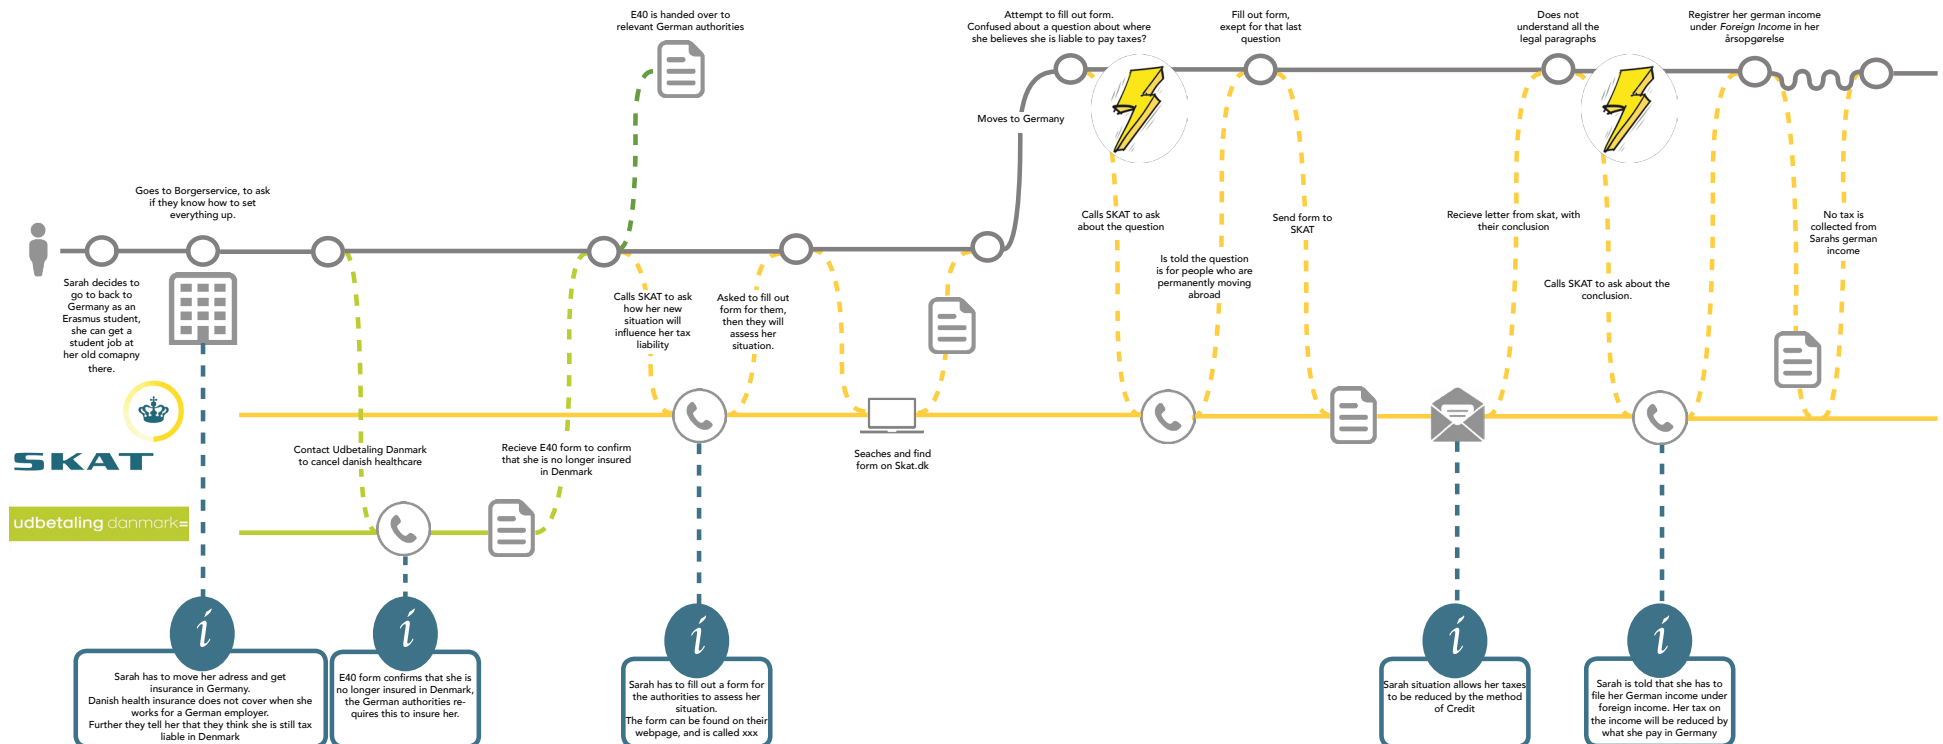 E40 is handed over to
relevant German authorities
Attempt to fill out form.
Confused about a question about where
she believes she is liable to pay taxes?
Fill out form,
exept for that last
question
Does not
understand all the
legal paragraphs
Registrer her german income
under Foreign Income in her
årsopgørelse
Moves to Germany
Goes to Borgerservice, to ask
if they know how to set
everything up.
Calls SKAT to ask
about the question
Send form to
SKAT
Recieve letter from skat, with
their conclusion
No tax is
collected from
Sarahs german
income
Is told the question
is for people who are
permanently moving
abroad
Calls SKAT to ask about the
conclusion.
Sarah decides to
go to back to
Germany as an
Erasmus student,
she can get a
student job at
her old comapny
there.
Calls SKAT to ask
how her new
situation will
influence her tax
liability
Asked to fill out
form for them,
then they will
assess her
situation.
SKAT
Contact Udbetaling Danmark
to cancel danish healthcare
Recieve E40 form to confirm
that she is no longer insured
in Denmark
Seaches and find
form on Skat.dk
udbetaling danmark=
i
i
i
i
i
Sarah has to move her adress and get
insurance in Germany.
Danish health insurance does not cover when she
works for a German employer.
Further they tell her that they think she is still tax
liable in Denmark
E40 form confirms that she is
no longer insured in Denmark,
the German authorities re-
quires this to insure her.
Sarah has to fill out a form for
the authorities to assess her
situation.
The form can be found on their
webpage, and is called xxx
Sarah situation allows her taxes
to be reduced by the method
of Credit
Sarah is told that she has to
file her German income under
foreign income. Her tax on
the income will be reduced by
what she pay in Germany